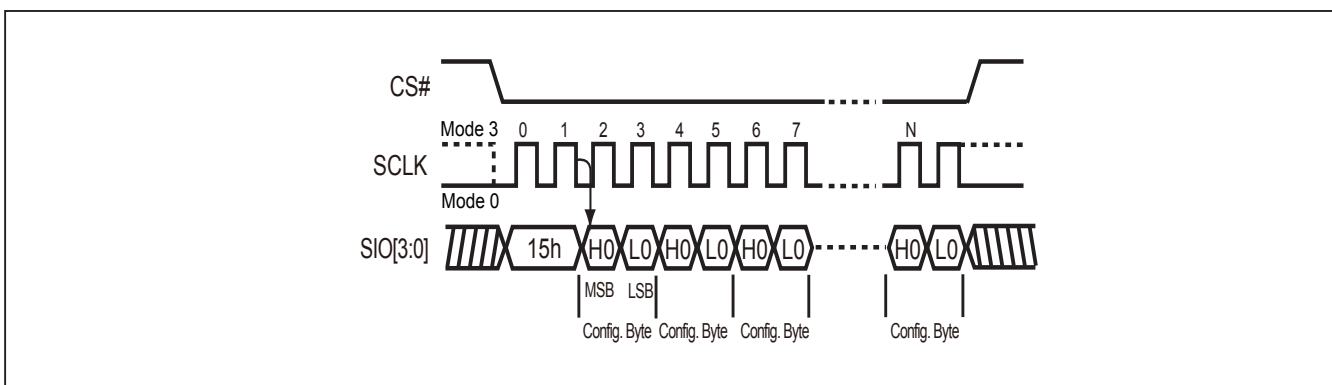 CS#
Mode 3 0 1 2 3 4 5 6 7 N
SCLK
Mode 0
SIO[3:0] 15h H0 L0 H0 L0 H0 L0 H0 L0
MSB LSB
Config. Byte Config. Byte Config. Byte Config. Byte